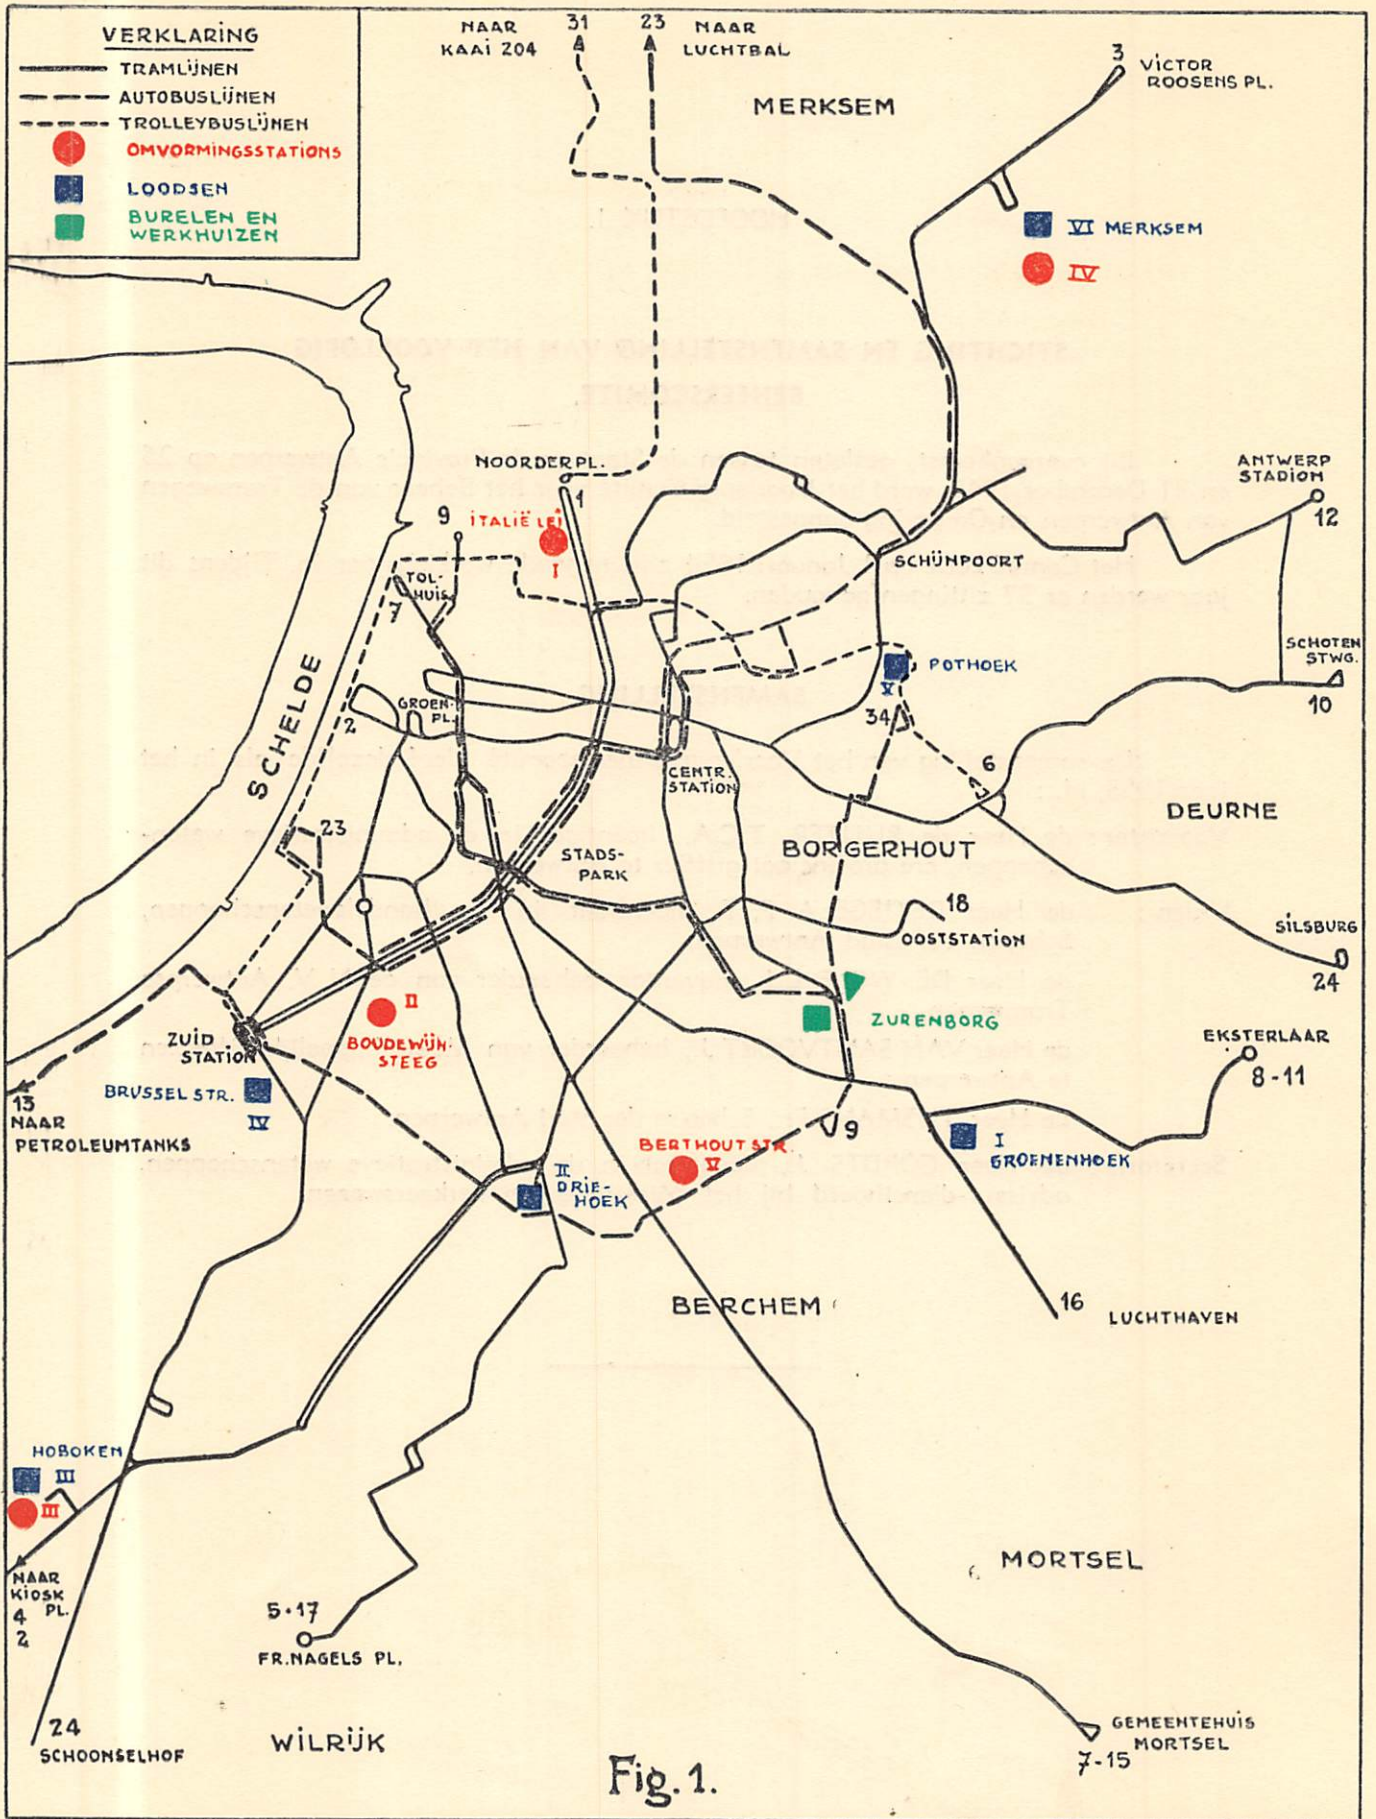 VERKLARING
TRAMLIJNEN
AUTOBUSLIJNEN
TROLLEYBUSLIJNEN
OMVORMINGSSTATIONS
LOODSEN
BURELEN EN
WERKHUIZEN
NAAR
KAAI 204
31
23
NAAR
LUCHTBAL
MERKSEM
3
VICTOR
ROOSENS PL.
VI MERKSEM
IV
NOORDERPL.
1
9
ITALIË LEI
I
ANTWERP
STADION
12
SCHIJNPOORT
TOL-
HUIS
7
SCHELDE
2
GROEN-
PL.
POTHOEK
V
34
SCHOTEN
STWG.
10
6
CENTR.
STATION
DEURNE
23
BORGERHOUT
STADS-
PARK
18
OOSTSTATION
SILSBURG
24
ZUID
STATION
II
BOUDEWIJN-
STEEG
ZURENBORG
EKSTERLAAR
8-11
13
NAAR
PETROLEUMTANKS
BRUSSEL STR.
IV
BERTHOUT STR.
V
9
I
GROENENHOEK
II
DRIE-
HOEK
BERCHEM
16
LUCHTHAVEN
HOBOKEN
III
III
NAAR
KIOSK
PL.
4
2
MORTSEL
5-17
FR. NAGELS PL.
24
SCHOONSELHOF
WILRIJK
GEMEENTEHUIS
MORTSEL
7-15
Fig. 1.